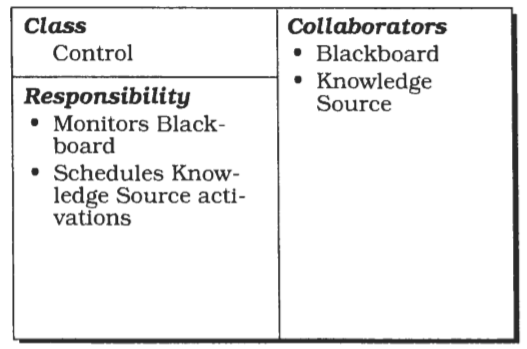 Class
Control
Responsibility
• Monitors Black-
board
• Schedules Know-
ledge Source acti-
vations
Collaborators
• Blackboard
• Knowledge
Source